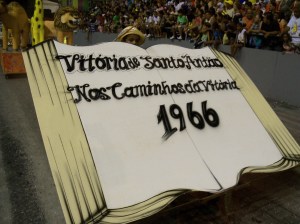 Vitória de Santo Antão
Nos Caminhos da Vitória
1966